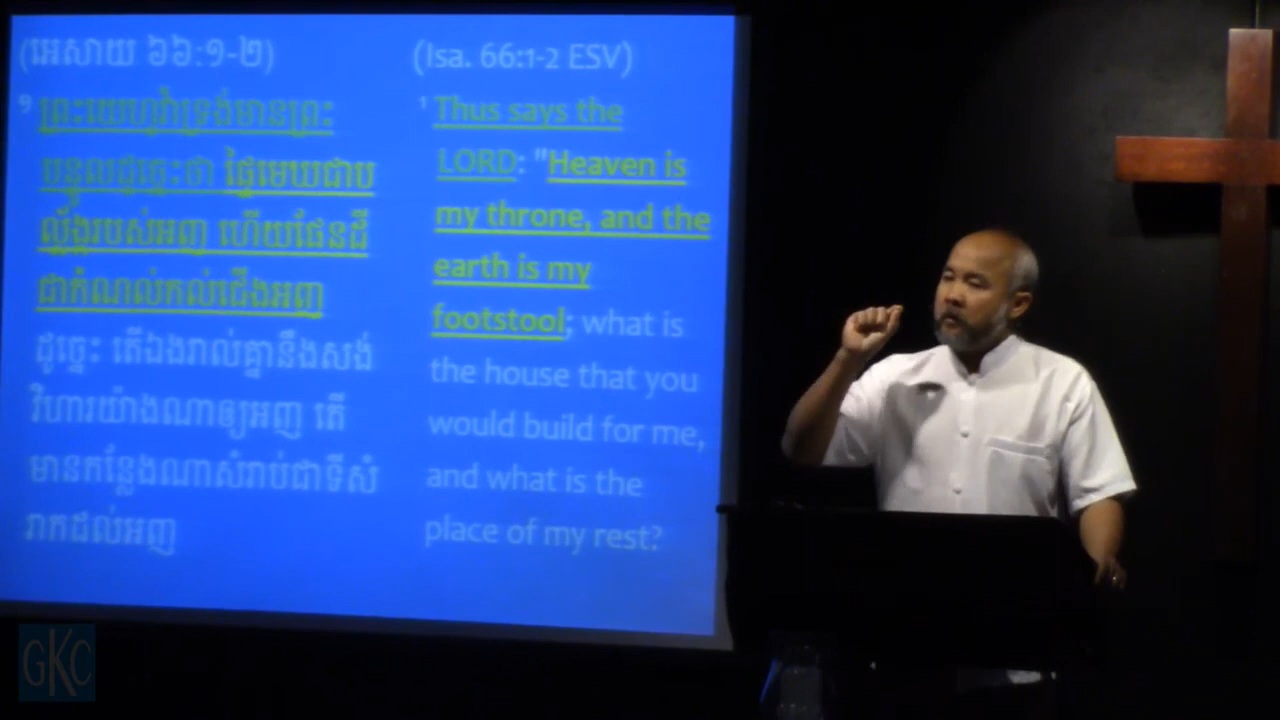 (អេសាយ ៦៦:១-២)
១ ព្រះយេហូវ៉ាទ្រង់មានព្រះ
បន្ទូលដូច្នេះថា ផ្ទៃមេឃជាប
ល្ល័ង្ករបស់អញ ហើយផែនដី
ជាកំណល់កល់ជើងអញ
ដូច្នេះ តើឯងរាល់គ្នានឹងសង់
វិហារយ៉ាងណាឲ្យអញ តើ
មានកន្លែងណាសំរាប់ជាទីសំ
រាកដល់អញ
(Isa. 66:1-2 ESV)
1 Thus says the
LORD: "Heaven is
my throne, and the
earth is my
footstool; what is
the house that you
would build for me,
and what is the
place of my rest?
GKC